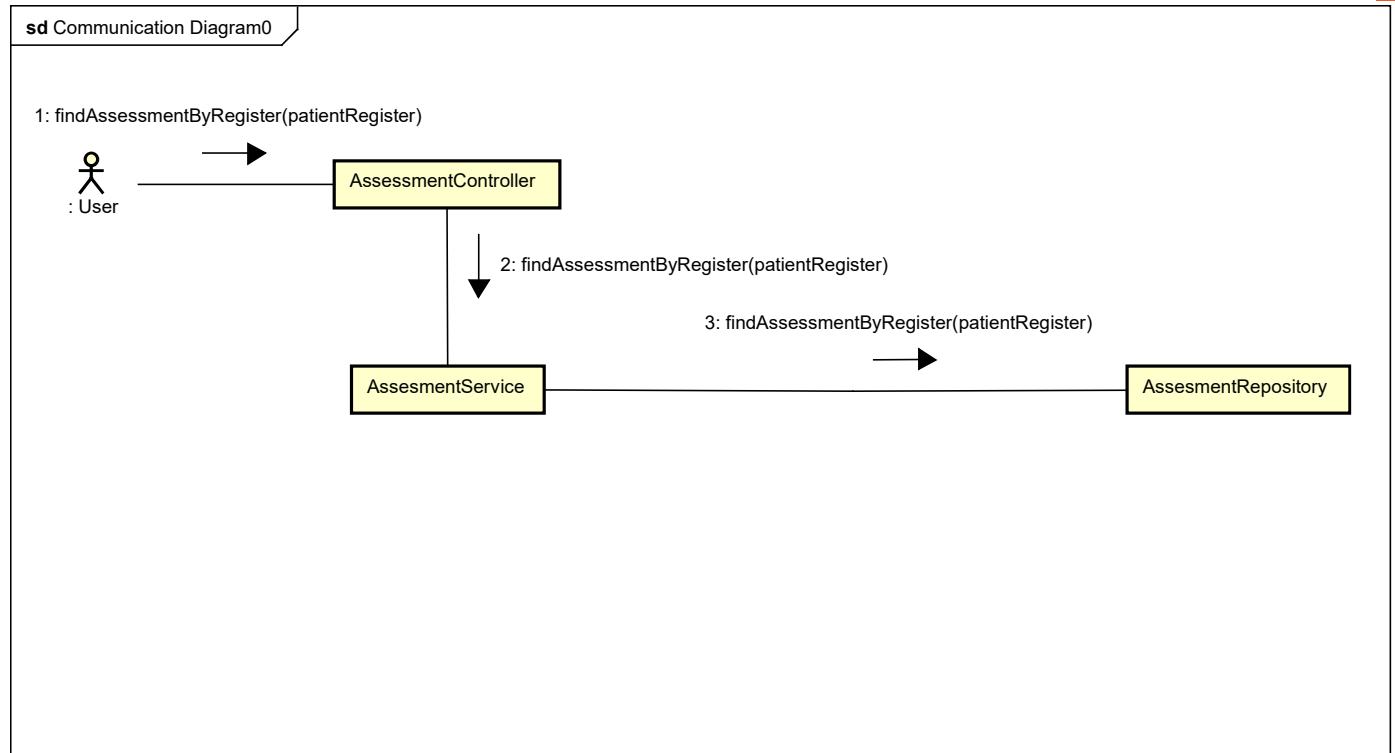 sd Communication Diagram0
1: findAssessmentByRegister(patientRegister)
: User
AssessmentController
2: findAssessmentByRegister(patientRegister)
3: findAssessmentByRegister(patientRegister)
AssesmentService
AssesmentRepository